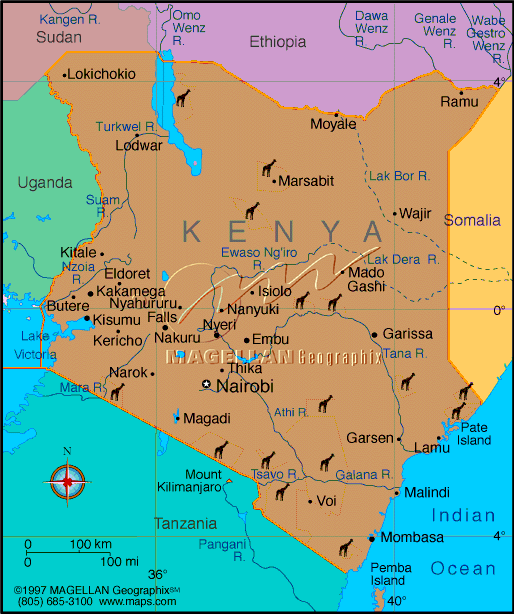 Kangen R.
Sudan
Omo
Wenz
R.
Ethiopia
Dawa
Wenz
R.
Genale
Wenz
R.
Wabe
Gestro
Wenz
R.
Lokichokio
4°
Ramu
Moyale
Turkwel R.
Lodwar
Lak Bor R.
Uganda
Marsabit
Suam
R.
Wajir
Somalia
KENYA
Kitale
Nzoia
R.
Ewaso Ng'iro
R.
Lak Dera R.
Eldoret
Mado
Gashi
Kakamega
Isiolo
Butere
Nyahururu
Falls
Nanyuki
0°
Kisumu
Nyeri
Garissa
Lake
Victoria
Kericho
Nakuru
Embu
Tana R.
MAGELLAN Geographix
Narok
Thika
Nairobi
Mara R.
Athi R.
Magadi
Pate
Island
Garsen
Lamu
N
Mount
Kilimanjaro
Tsavo R.
Galana R.
Voi
Malindi
Indian
Ocean
Tanzania
Pangani
R.
Mombasa
4°
0 100 km
0 100 mi
Pemba
Island
36°
40°
©1997 MAGELLAN Geographix℠
(805) 685-3100 www.maps.com